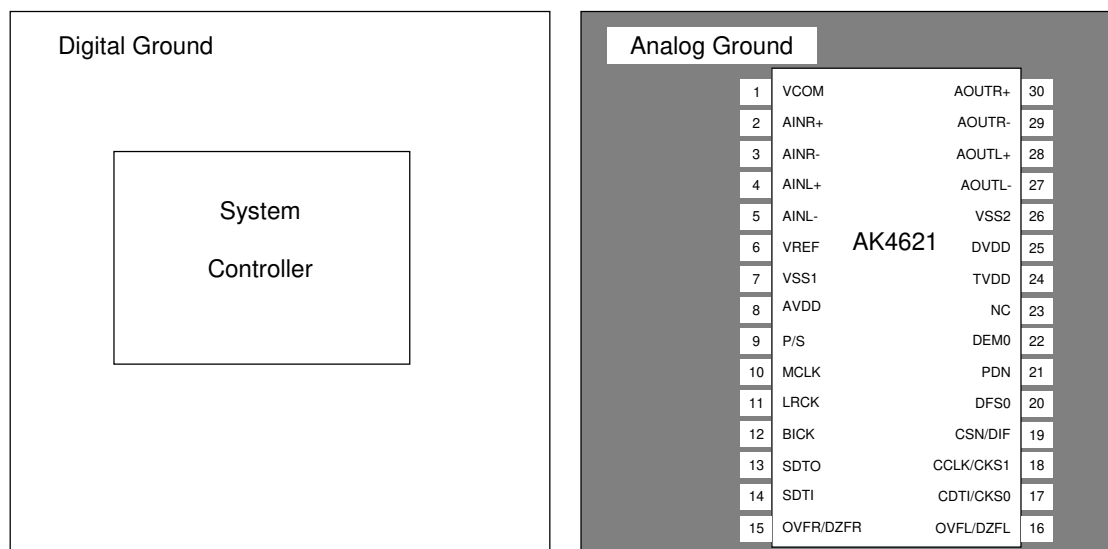 Digital Ground
System
Controller
Analog Ground
AK4621
1 VCOM AOUTR+ 30
2 AINR+ AOUTR- 29
3 AINR- AOUTL+ 28
4 AINL+ AOUTL- 27
5 AINL- VSS2 26
6 VREF DVDD 25
7 VSS1 TVDD 24
8 AVDD NC 23
9 P/S DEM0 22
10 MCLK PDN 21
11 LRCK DFS0 20
12 BICK CSN/DIF 19
13 SDTO CCLK/CKS1 18
14 SDTI CDTI/CKS0 17
15 OVFR/DZFR OVFL/DZFL 16